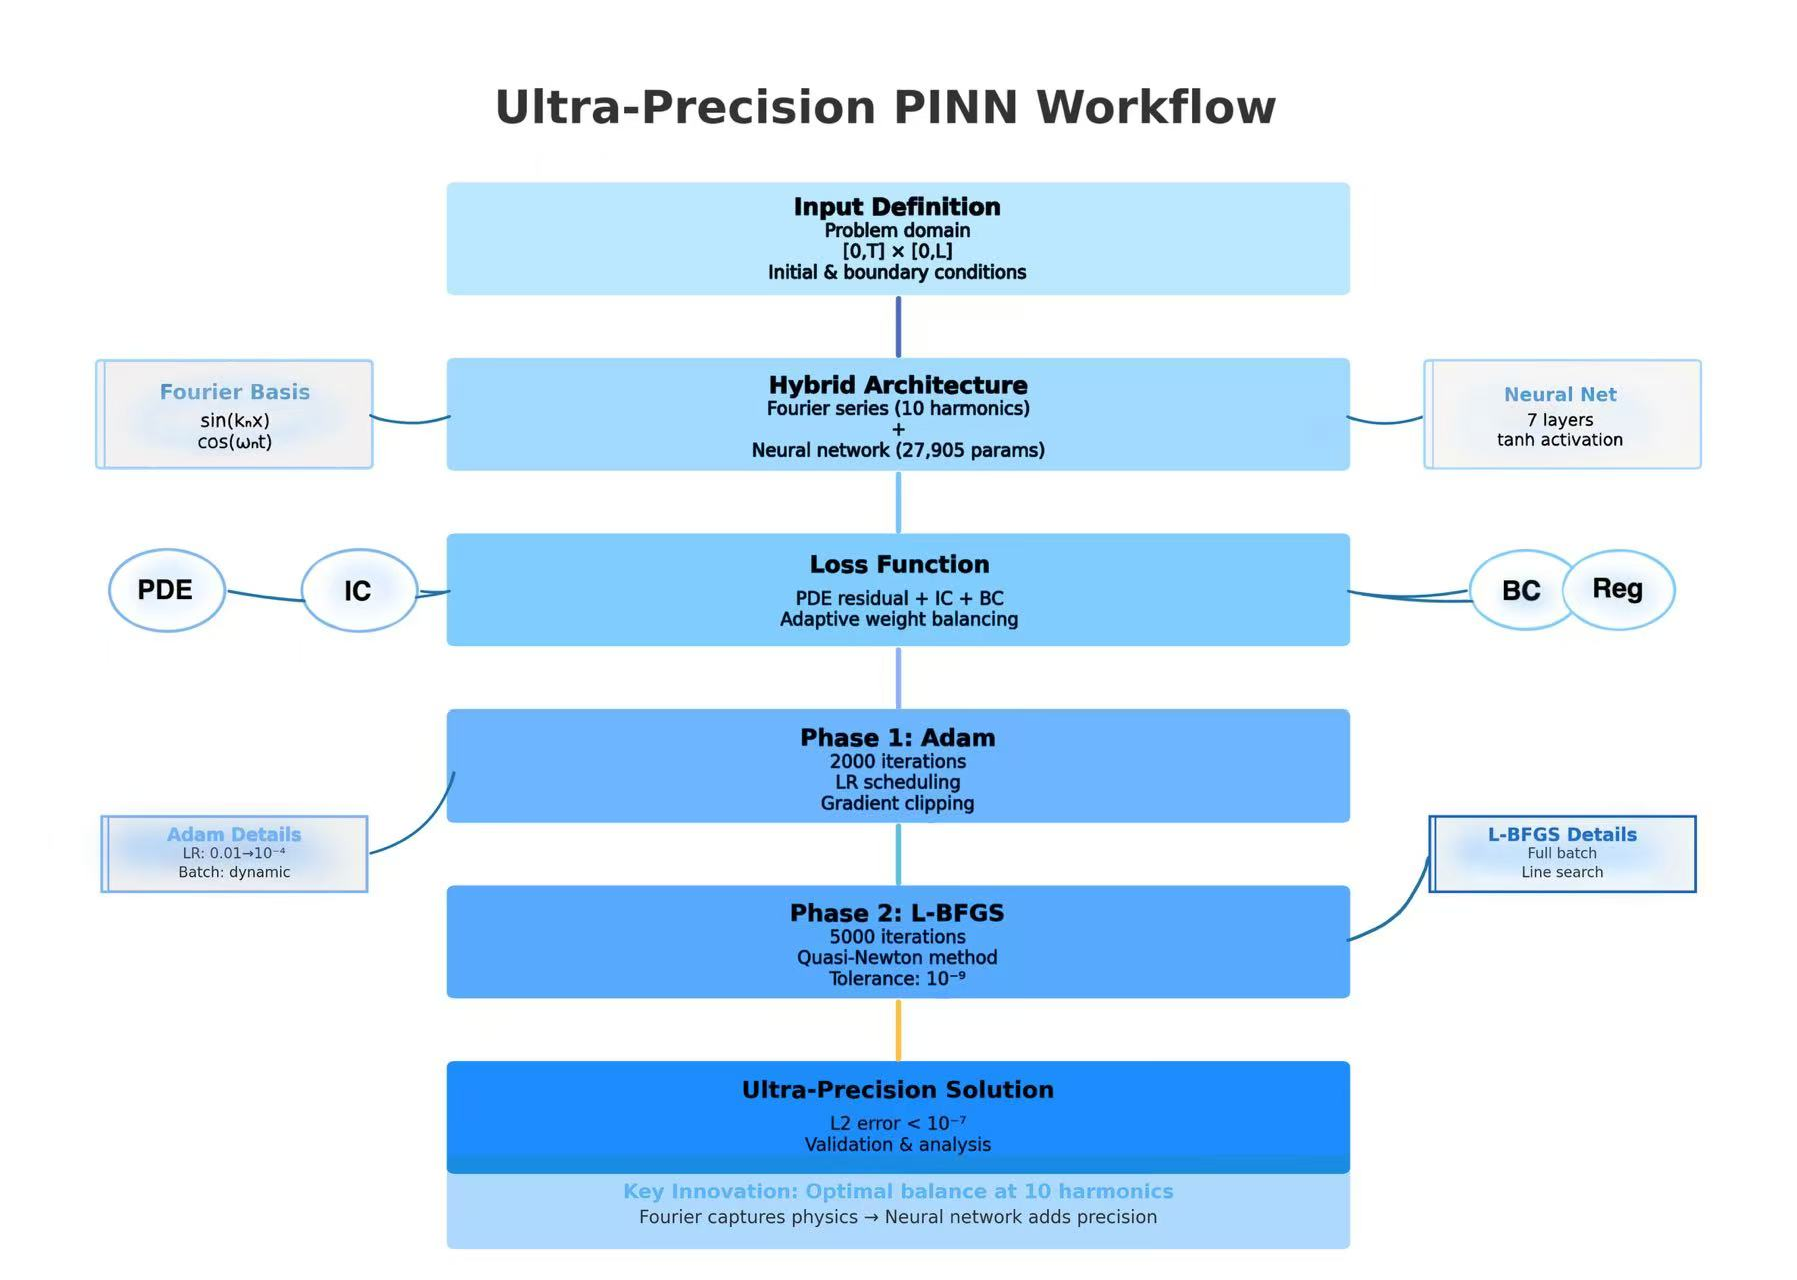 Ultra-Precision PINN Workflow
Input Definition
Problem domain
[0,T] × [0,L]
Initial & boundary conditions
Fourier Basis
sin(kₙx)
cos(ωₙt)
Hybrid Architecture
Fourier series (10 harmonics)
+
Neural network (27,905 params)
Neural Net
7 layers
tanh activation
PDE
IC
Loss Function
PDE residual + IC + BC
Adaptive weight balancing
BC
Reg
Phase 1: Adam
2000 iterations
LR scheduling
Gradient clipping
Adam Details
LR: 0.01→10⁻⁴
Batch: dynamic
L-BFGS Details
Full batch
Line search
Phase 2: L-BFGS
5000 iterations
Quasi-Newton method
Tolerance: 10⁻⁹
Ultra-Precision Solution
L2 error < 10⁻⁷
Validation & analysis
Key Innovation: Optimal balance at 10 harmonics
Fourier captures physics → Neural network adds precision